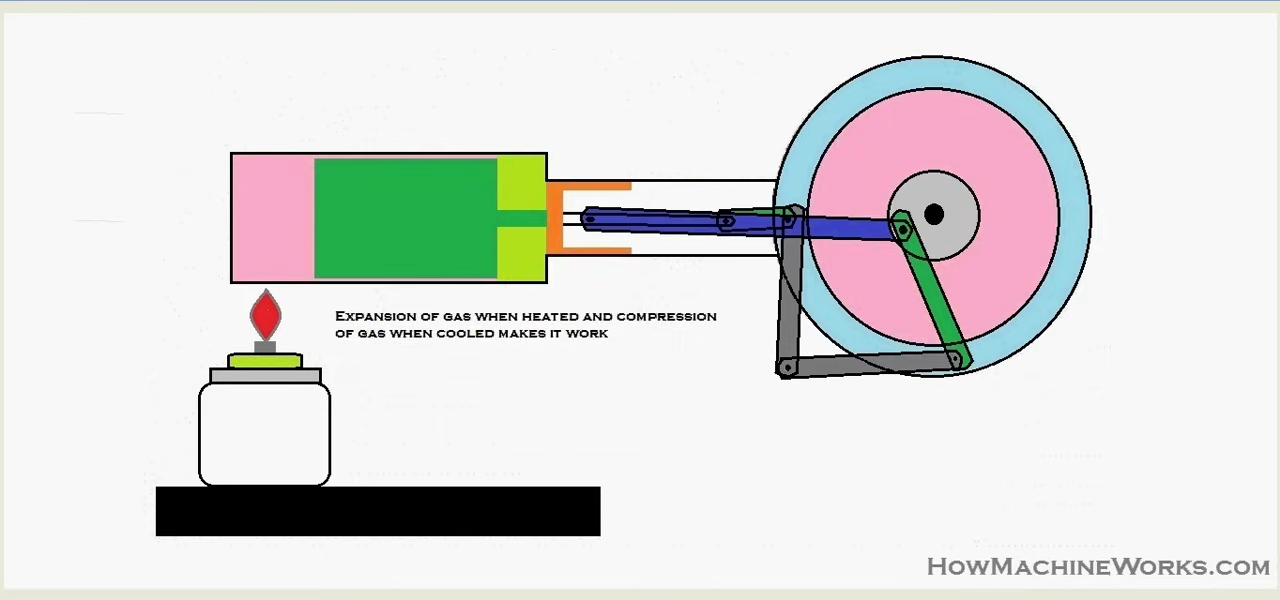 Expansion of gas when heated and compression
of gas when cooled makes it work
HowMachineWorks.com